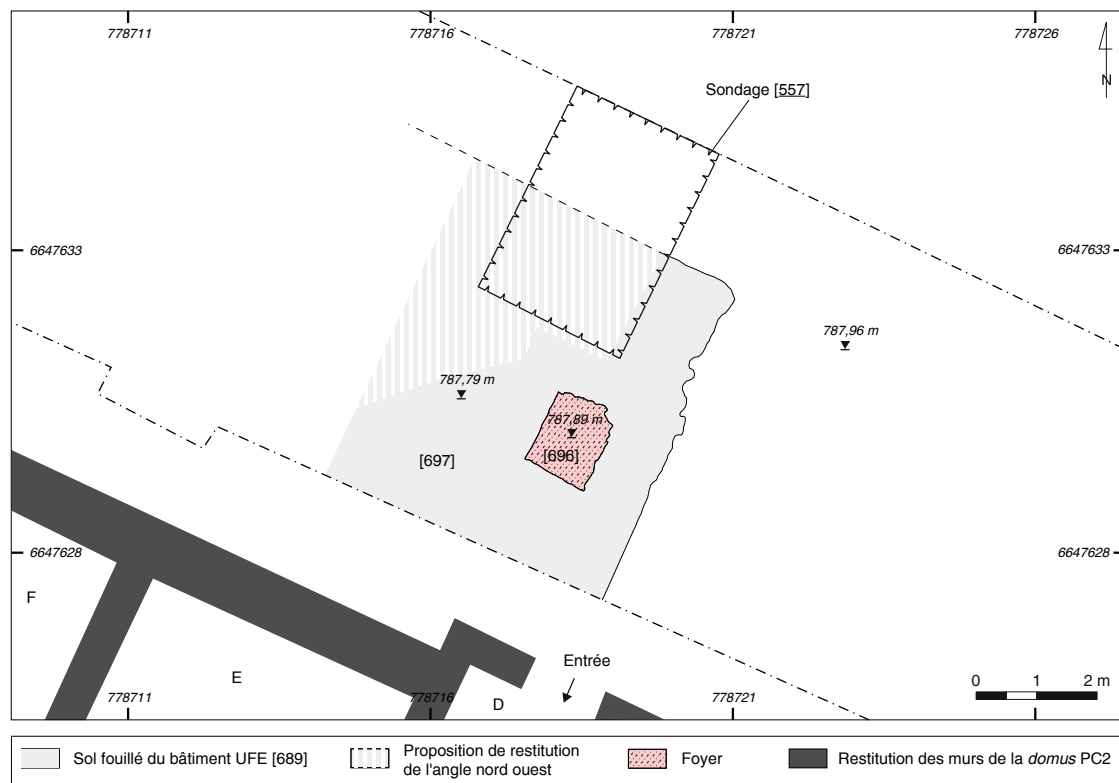 778711
778716
778721
778726
N
Sondage [557]
6647633
6647633
787,96 m
787,79 m
787,89 m
[697]
[696]
6647628
6647628
F
E
D
Entrée
778711
778716
778721
0 1 2 m
Sol fouillé du bâtiment UFE [689]
Proposition de restitution
de l'angle nord ouest
Foyer
Restitution des murs de la domus PC2